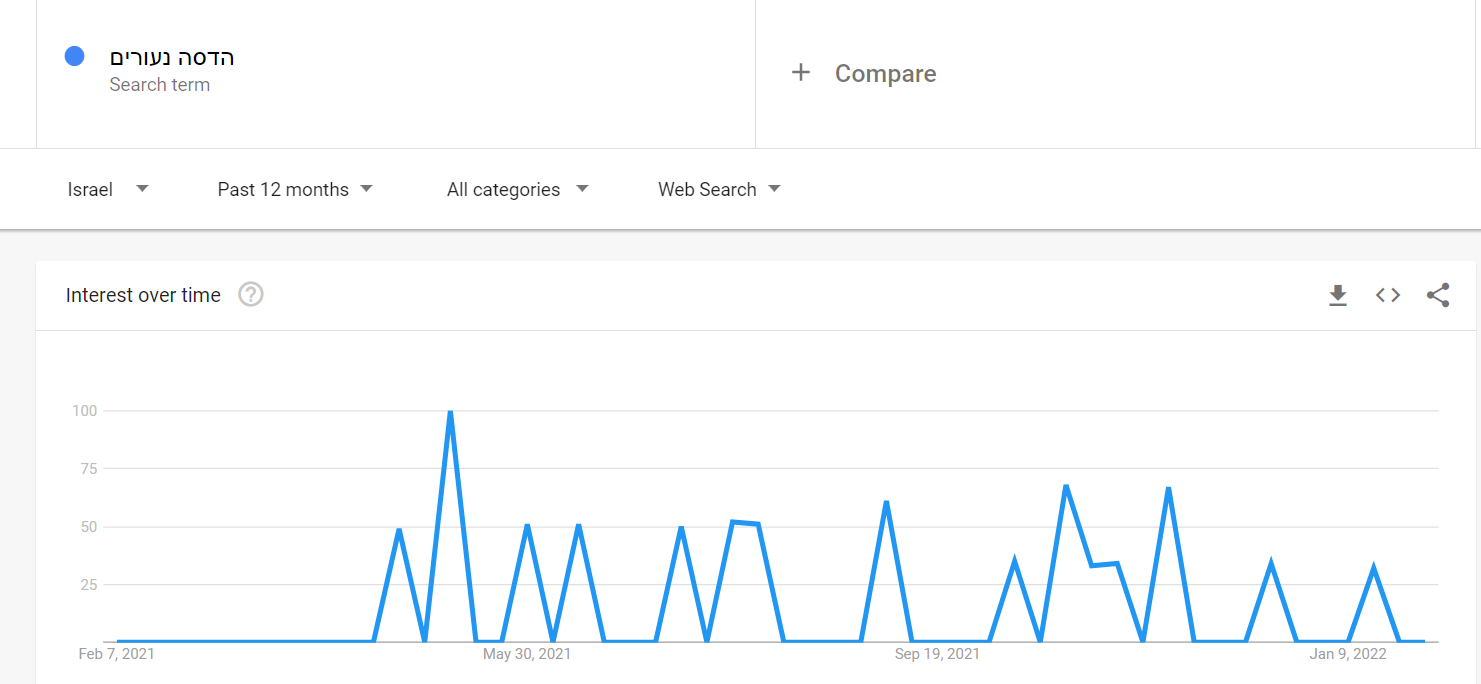 הדסה נעורים
Search term
+ Compare
Israel
Past 12 months
All categories
Web Search
Interest over time ?
100
75
50
25
Feb 7, 2021
May 30, 2021
Sep 19, 2021
Jan 9, 2022